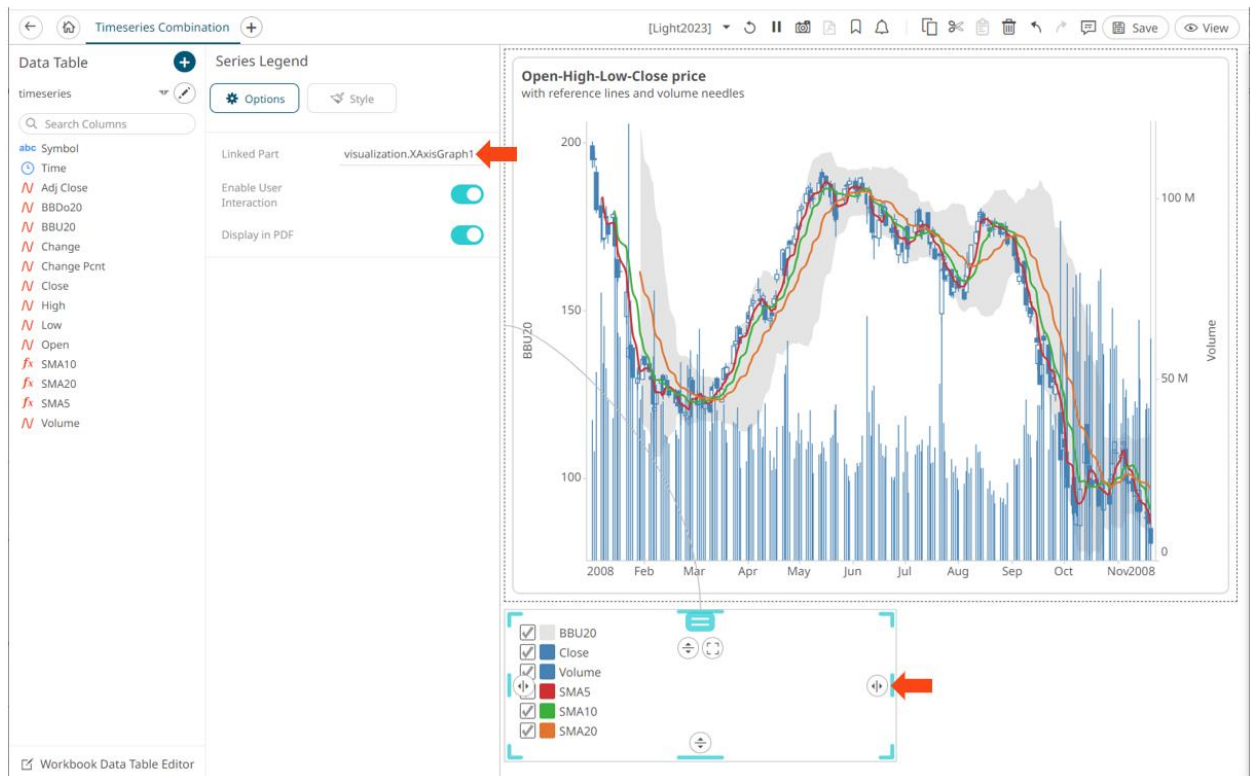 Timeseries Combination
[Light2023]
Save
View
Data Table
timeseries
Search Columns
abc Symbol
Time
Adj Close
BBDo20
BBU20
Change
Change Pcnt
Close
High
Low
Open
fx SMA10
fx SMA20
fx SMA5
Volume
Workbook Data Table Editor
Series Legend
Options
Style
Linked Part
visualization.XAxisGraph1
Enable User
Interaction
Display in PDF
Open-High-Low-Close price
with reference lines and volume needles
200
150
100
BBU20
100 M
50 M
0
Volume
2008 Feb Mar Apr May Jun Jul Aug Sep Oct Nov2008
BBU20
Close
Volume
SMA5
SMA10
SMA20